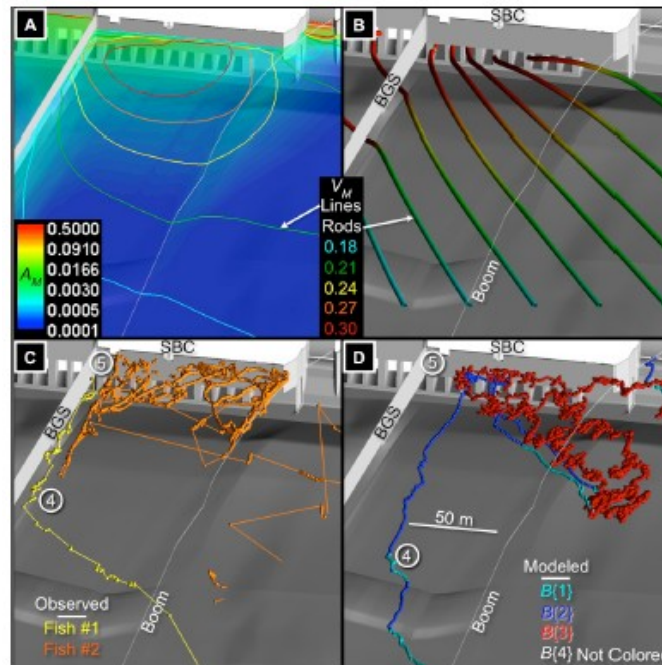 A
SBC
B
SBC
BGS
BGS
V_M
Lines
Rods
0.18
0.21
0.24
0.27
0.30
0.5000
0.0910
0.0166
0.0030
0.0005
0.0001
A_M
Boom
C
SBC
5
BGS
4
Observed
Fish #1
Fish #2
Boom
D
SBC
5
BGS
50 m
4
Boom
Modeled
B{1}
B{2}
B{3}
B{4} Not Colored